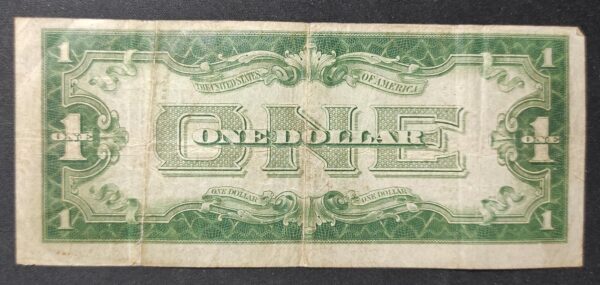 1 1
THE UNITED STATES OF AMERICA
ONE
ONE 1 ONE DOLLAR ONE 1
ONE DOLLAR ONE DOLLAR
1 1